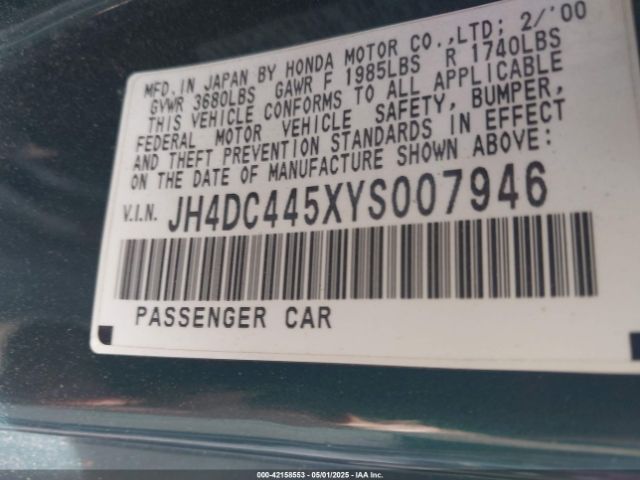 MFD. IN JAPAN BY HONDA MOTOR CO.,LTD; 2/'00
GVWR 3680LBS GAWR F 1985LBS R 1740LBS
THIS VEHICLE CONFORMS TO ALL APPLICABLE
FEDERAL MOTOR VEHICLE SAFETY, BUMPER,
AND THEFT PREVENTION STANDARDS IN EFFECT
ON THE DATE OF MANUFACTURE SHOWN ABOVE:
V.I.N. JH4DC445XYS007946
PASSENGER CAR
000-42158553 - 05/01/2025 - IAA Inc.